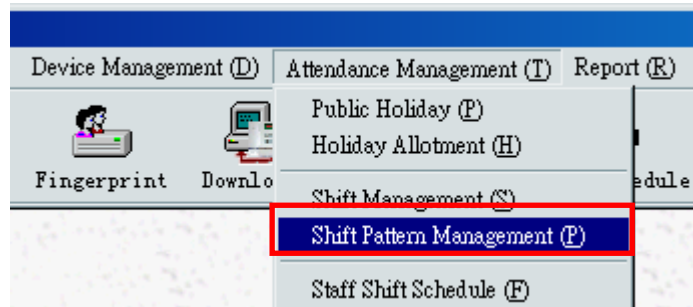 Device Management (D) Attendance Management (T) Report (R)
Public Holiday (P)
Holiday Allotment (H)
Fingerprint Downlo edule
Shift Management (S)
Shift Pattern Management (P)
Staff Shift Schedule (F)